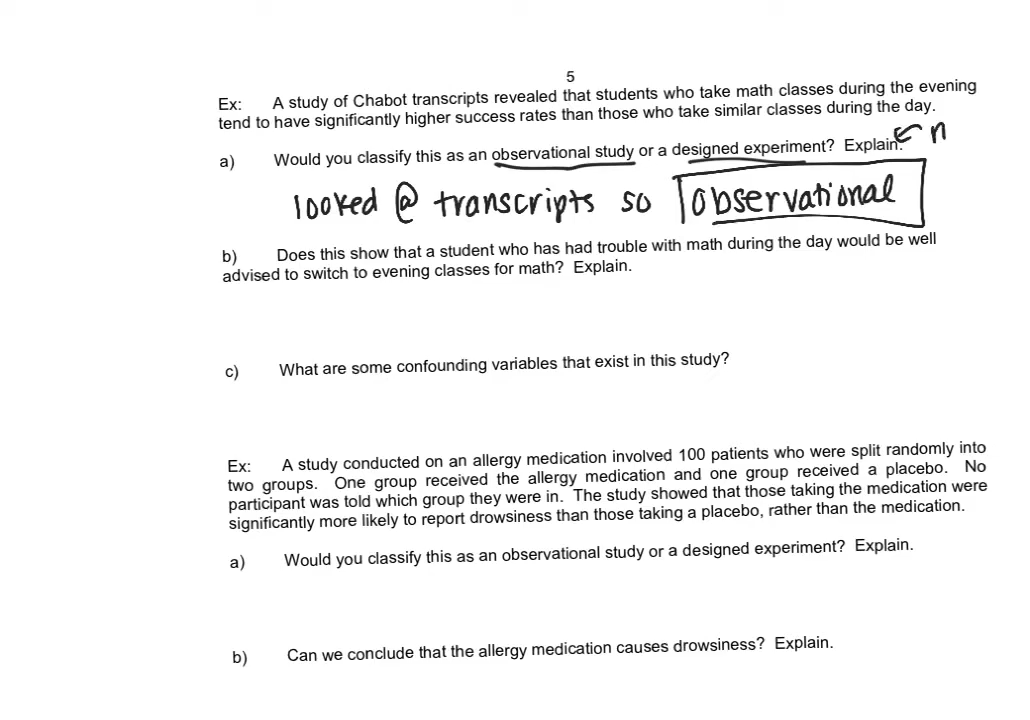 5
Ex: A study of Chabot transcripts revealed that students who take math classes during the evening
tend to have significantly higher success rates than those who take similar classes during the day.
a) Would you classify this as an observational study or a designed experiment? Explain. n
looked @ transcripts so observational
b) Does this show that a student who has had trouble with math during the day would be well
advised to switch to evening classes for math? Explain.
c) What are some confounding variables that exist in this study?
Ex: A study conducted on an allergy medication involved 100 patients who were split randomly into
two groups. One group received the allergy medication and one group received a placebo. No
participant was told which group they were in. The study showed that those taking the medication were
significantly more likely to report drowsiness than those taking a placebo, rather than the medication.
a) Would you classify this as an observational study or a designed experiment? Explain.
b) Can we conclude that the allergy medication causes drowsiness? Explain.